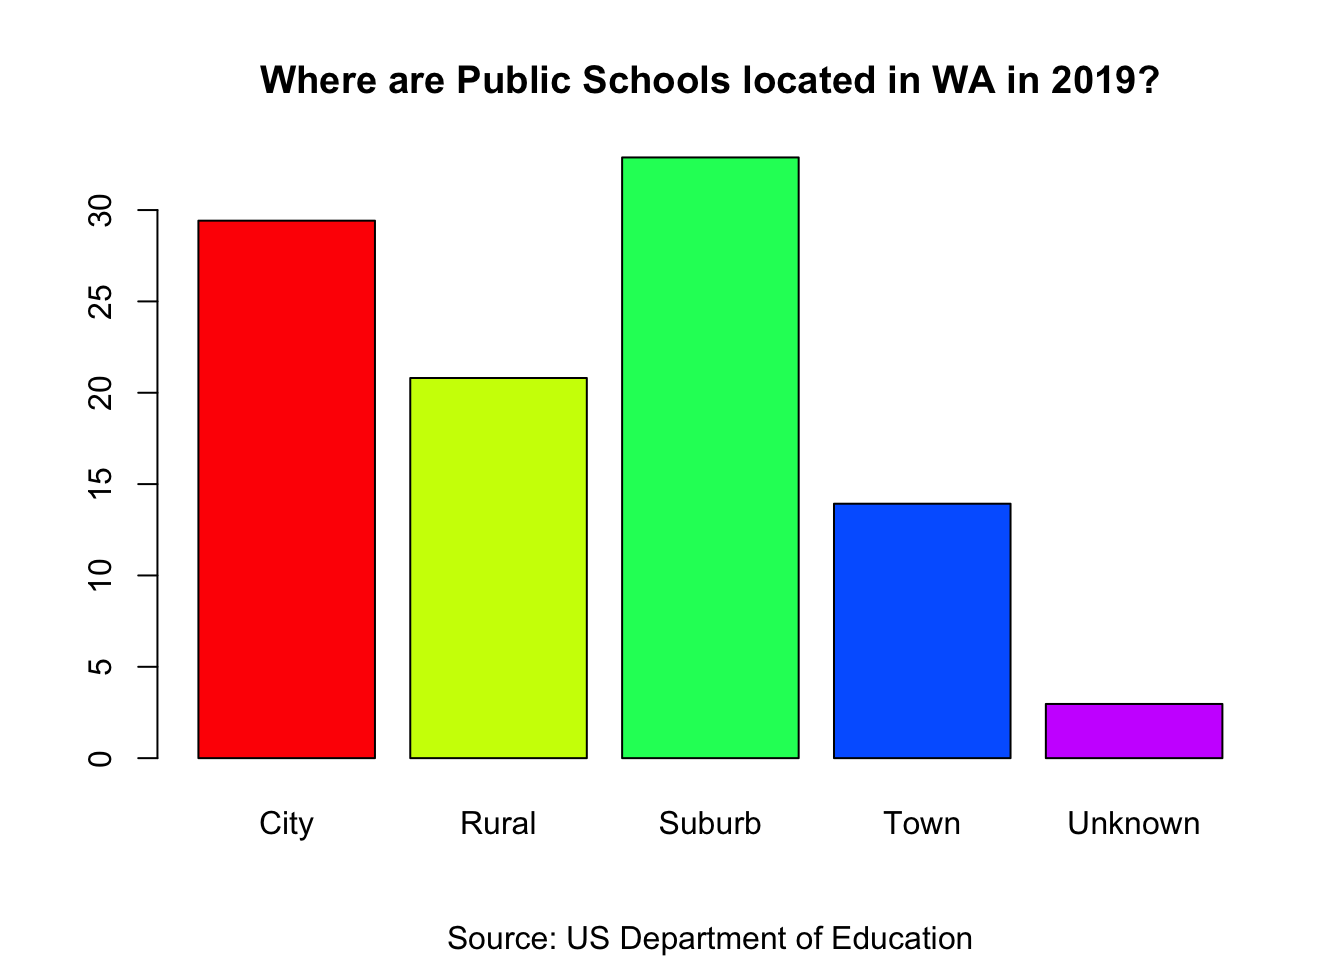 Where are Public Schools located in WA in 2019?
30
25
20
15
10
5
0
City Rural Suburb Town Unknown
Source: US Department of Education